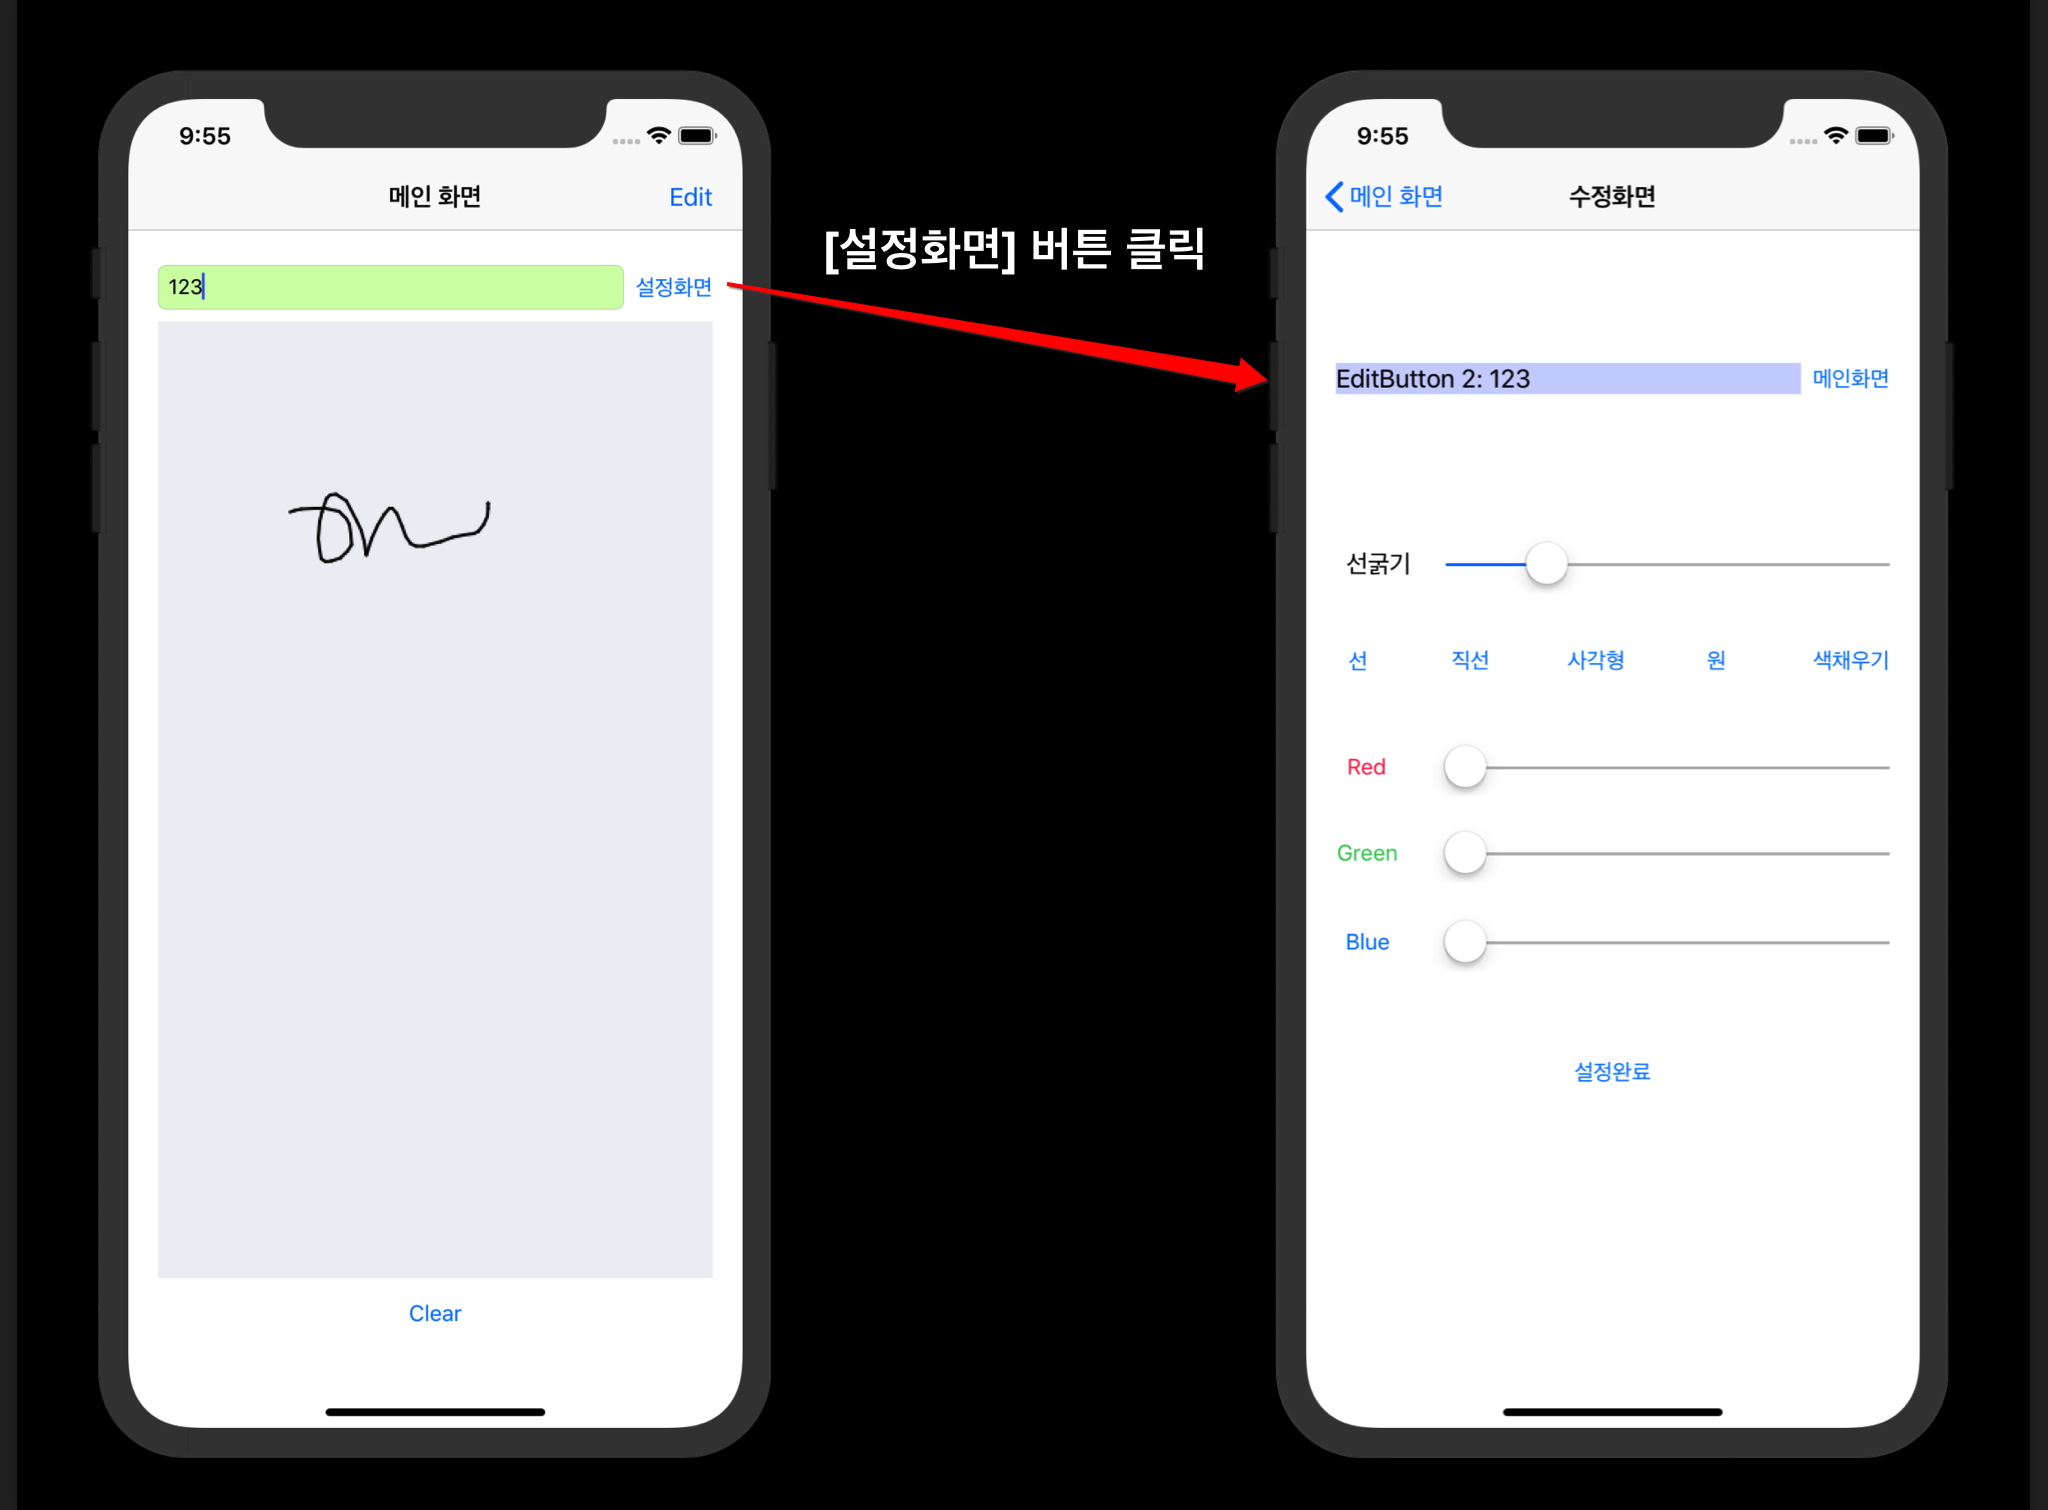 9:55
메인 화면
Edit
123
설정화면
Clear
[설정화면] 버튼 클릭
9:55
메인 화면
수정화면
EditButton 2: 123
메인화면
선굵기
선 직선 사각형 원 색채우기
Red
Green
Blue
설정완료